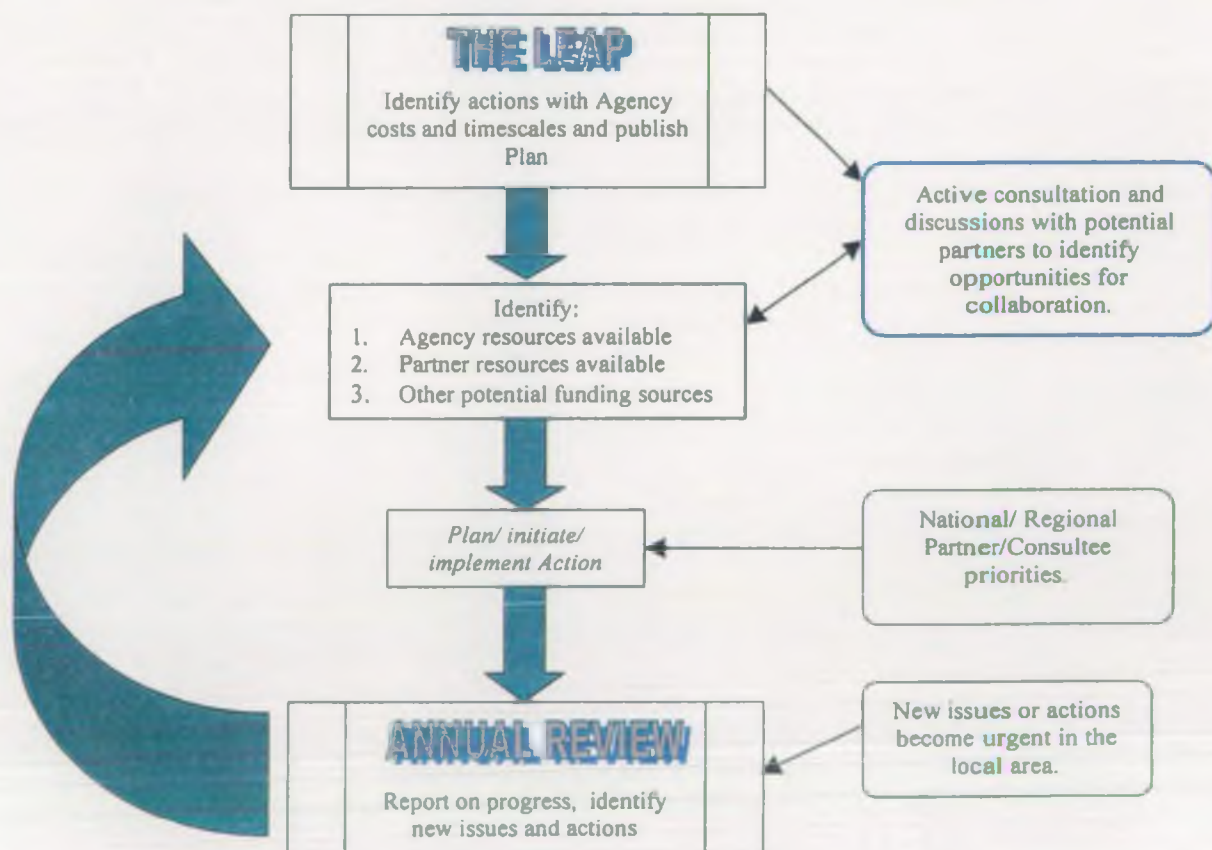 THE LEAP
Identify actions with Agency
costs and timescales and publish
Plan
Active consultation and
discussions with potential
partners to identify
opportunities for
collaboration.
Identify:
1. Agency resources available
2. Partner resources available
3. Other potential funding sources
Plan/ initiate/
implement Action
National/ Regional
Partner/Consultee
priorities.
ANNUAL REVIEW
Report on progress, identify
new issues and actions
New issues or actions
become urgent in the
local area.